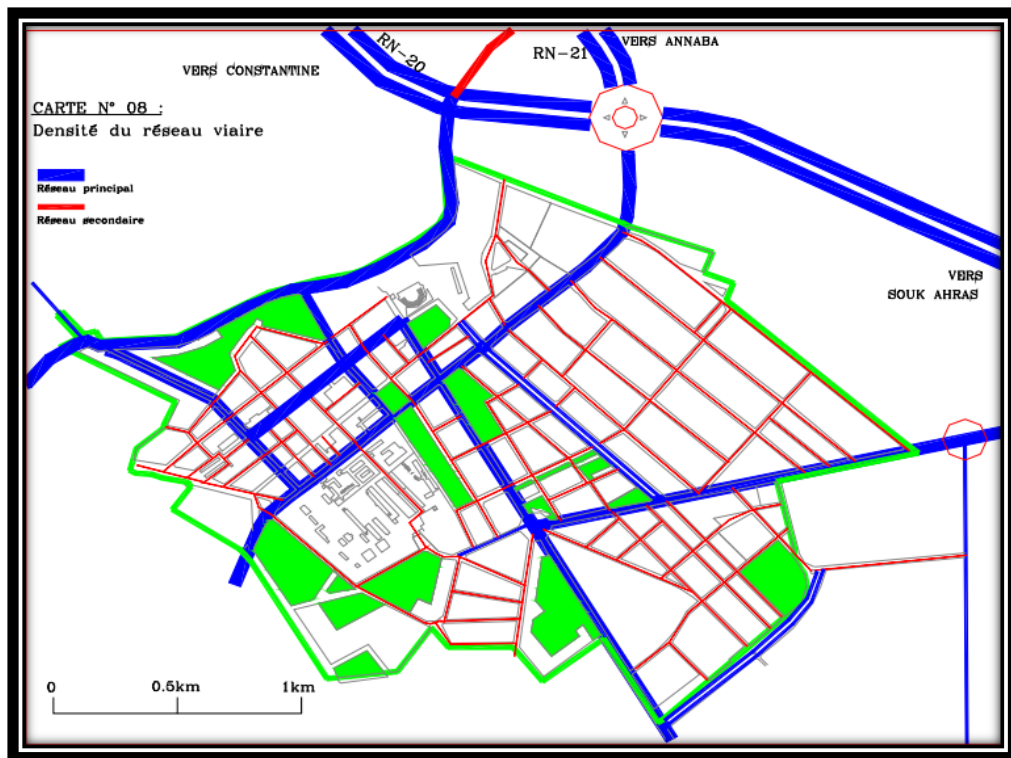 RN-20
RN-21
VERS ANNABA
VERS CONSTANTINE
CARTE N° 08 :
Densité du réseau viaire
Réseau principal
Réseau secondaire
VERS
SOUK AHRAS
0 0.5km 1km